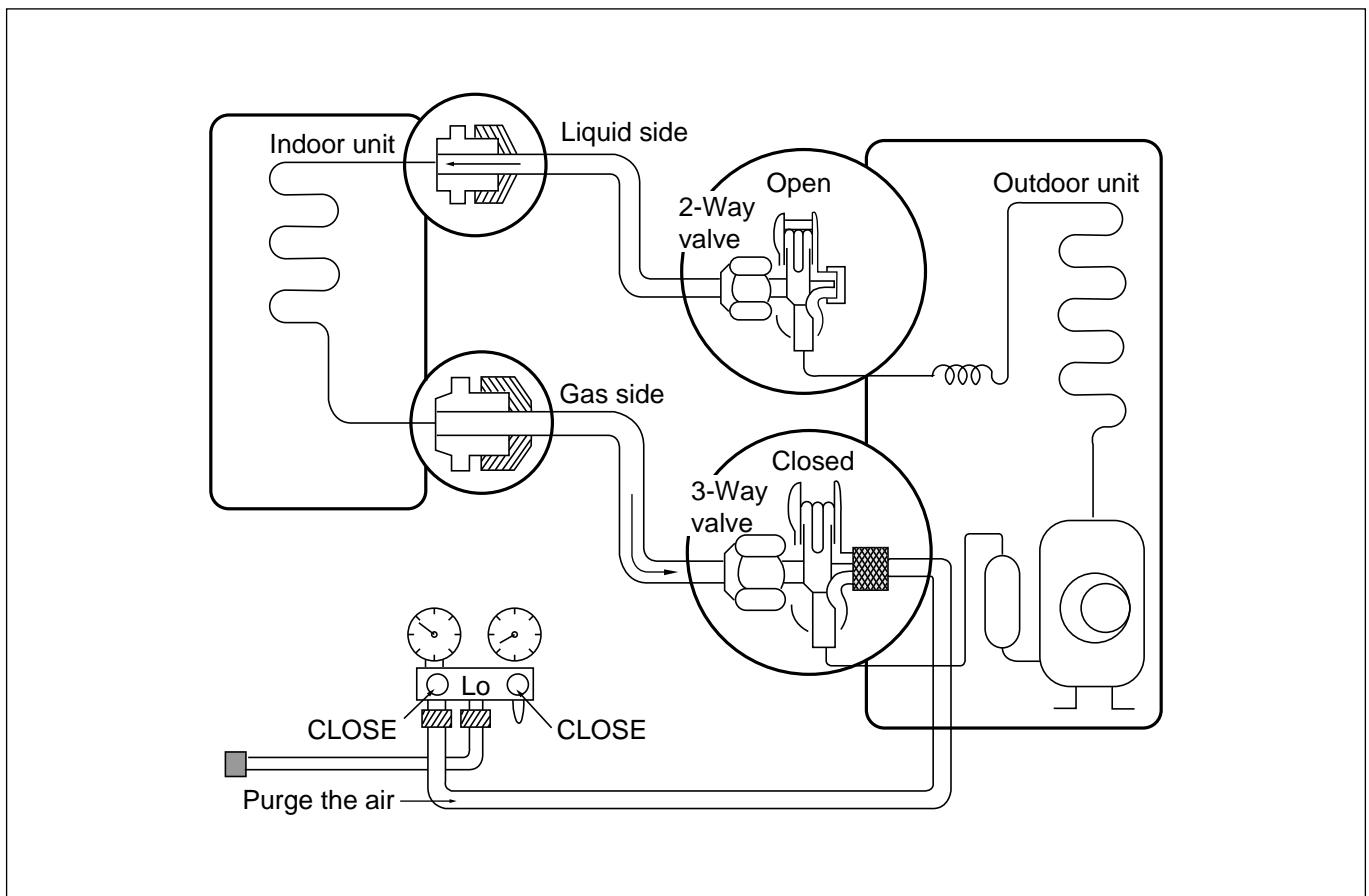 Indoor unit
Liquid side
Open
2-Way
valve
Outdoor unit
Gas side
Closed
3-Way
valve
Lo
CLOSE
CLOSE
Purge the air